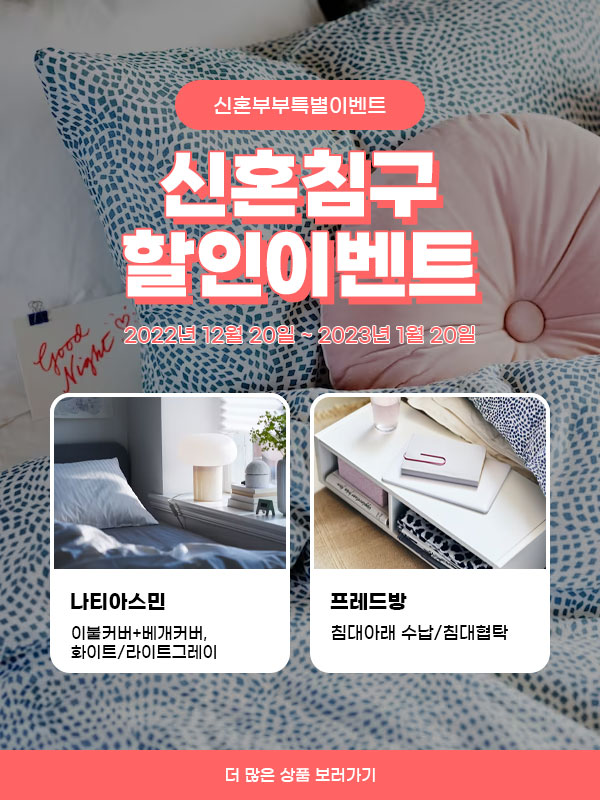 신혼부부특별이벤트
신혼침구
할인이벤트
2022년 12월 20일 ~ 2023년 1월 20일
Good
Night
나티아스민
이불커버+베개커버,
화이트/라이트그레이
프레드방
침대아래 수납/침대협탁
더 많은 상품 보러가기